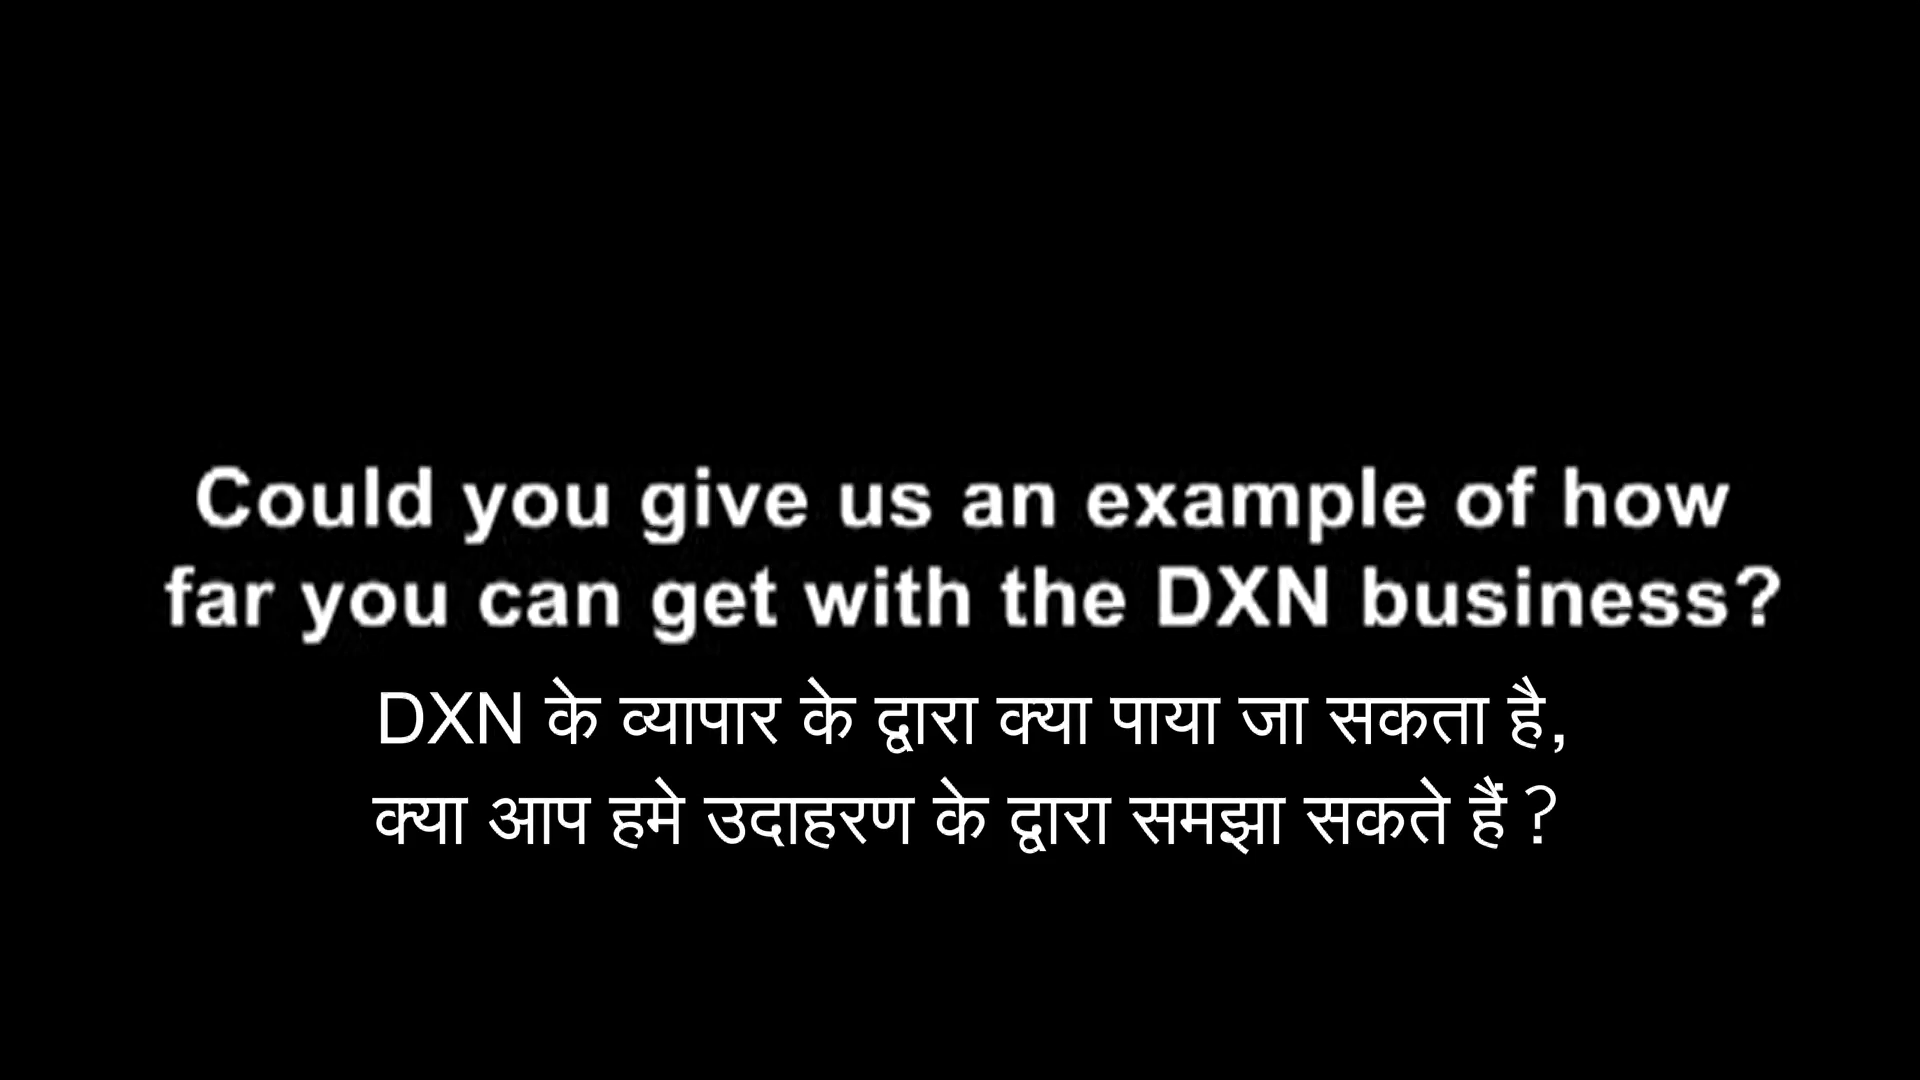 Could you give us an example of how
far you can get with the DXN business?
DXN के व्यापार के द्वारा क्या पाया जा सकता है,
क्या आप हमे उदाहरण के द्वारा समझा सकते हैं ?